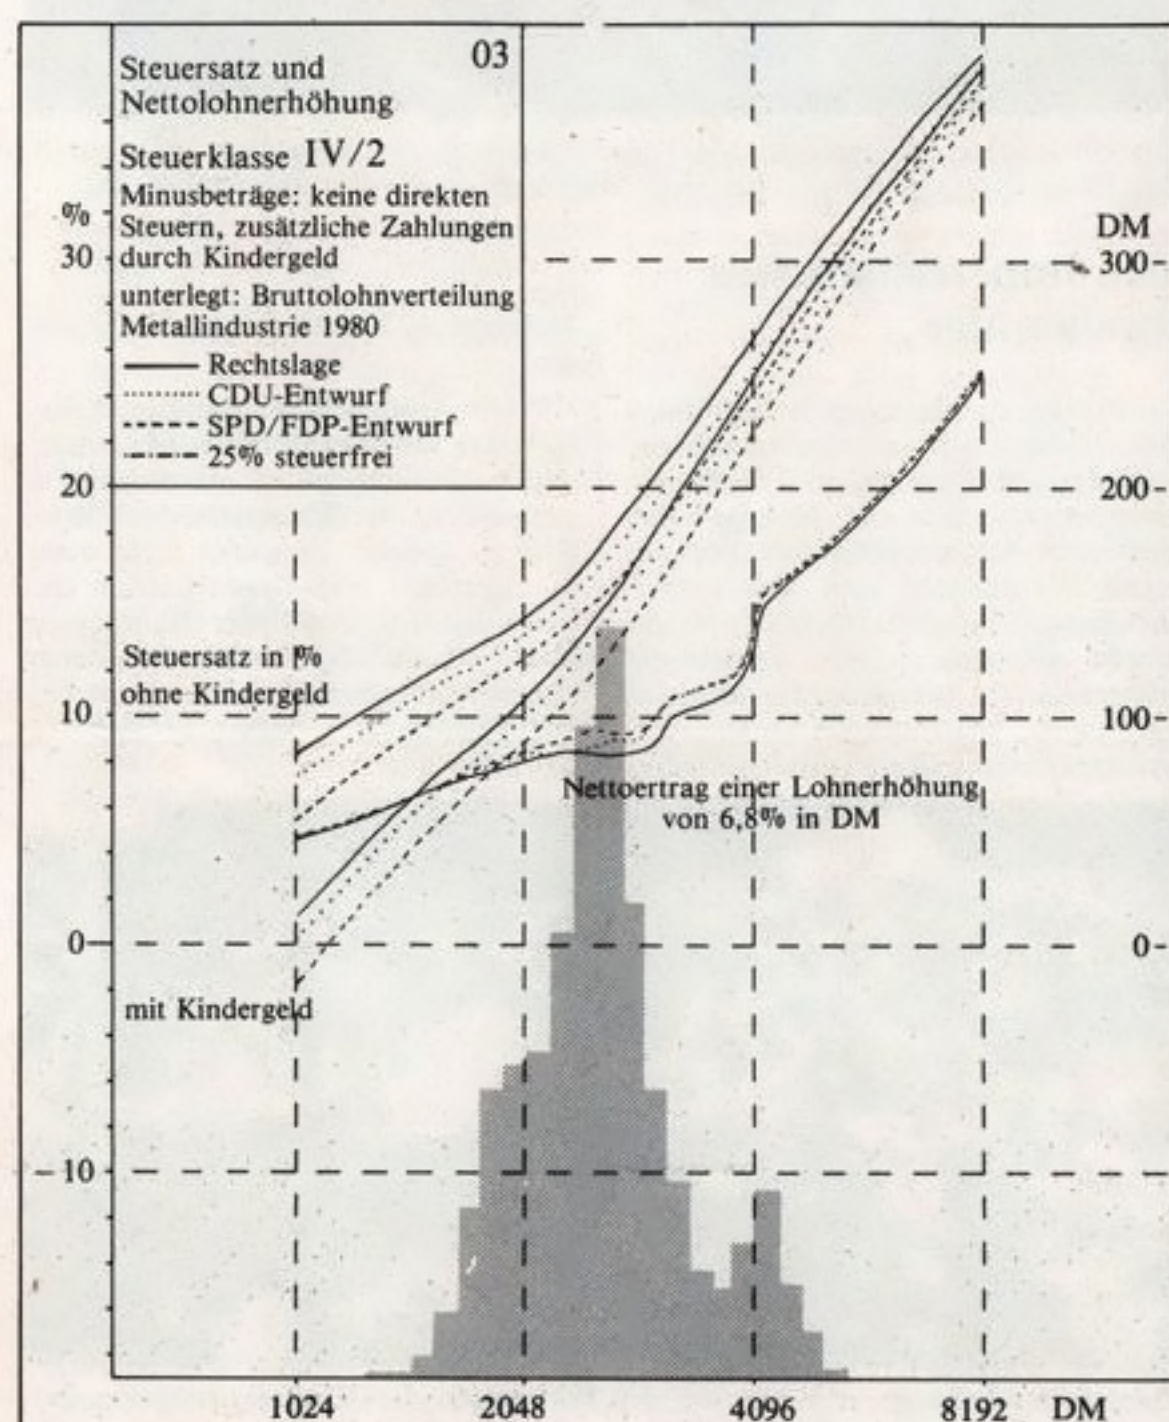 03
Steuersatz und
Nettolohnerhöhung
Steuerklasse IV/2
Minusbeträge: keine direkten
Steuern, zusätzliche Zahlungen
durch Kindergeld
unterlegt: Bruttolohnverteilung
Metallindustrie 1980
Rechtslage
CDU-Entwurf
SPD/FDP-Entwurf
25% steuerfrei
%
DM
30
300
20
200
Steuersatz in %
ohne Kindergeld
10
100
Nettoertrag einer Lohnerhöhung
von 6,8% in DM
0
0
mit Kindergeld
-10
1024 2048 4096 8192 DM